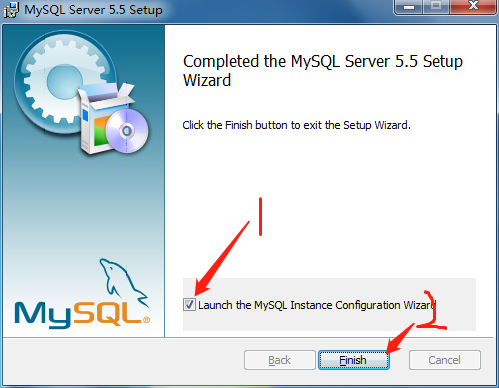 MySQL Server 5.5 Setup
Completed the MySQL Server 5.5 Setup
Wizard
Click the Finish button to exit the Setup Wizard.
1
Launch the MySQL Instance Configuration Wizard
2
MySQL®
Back Finish Cancel